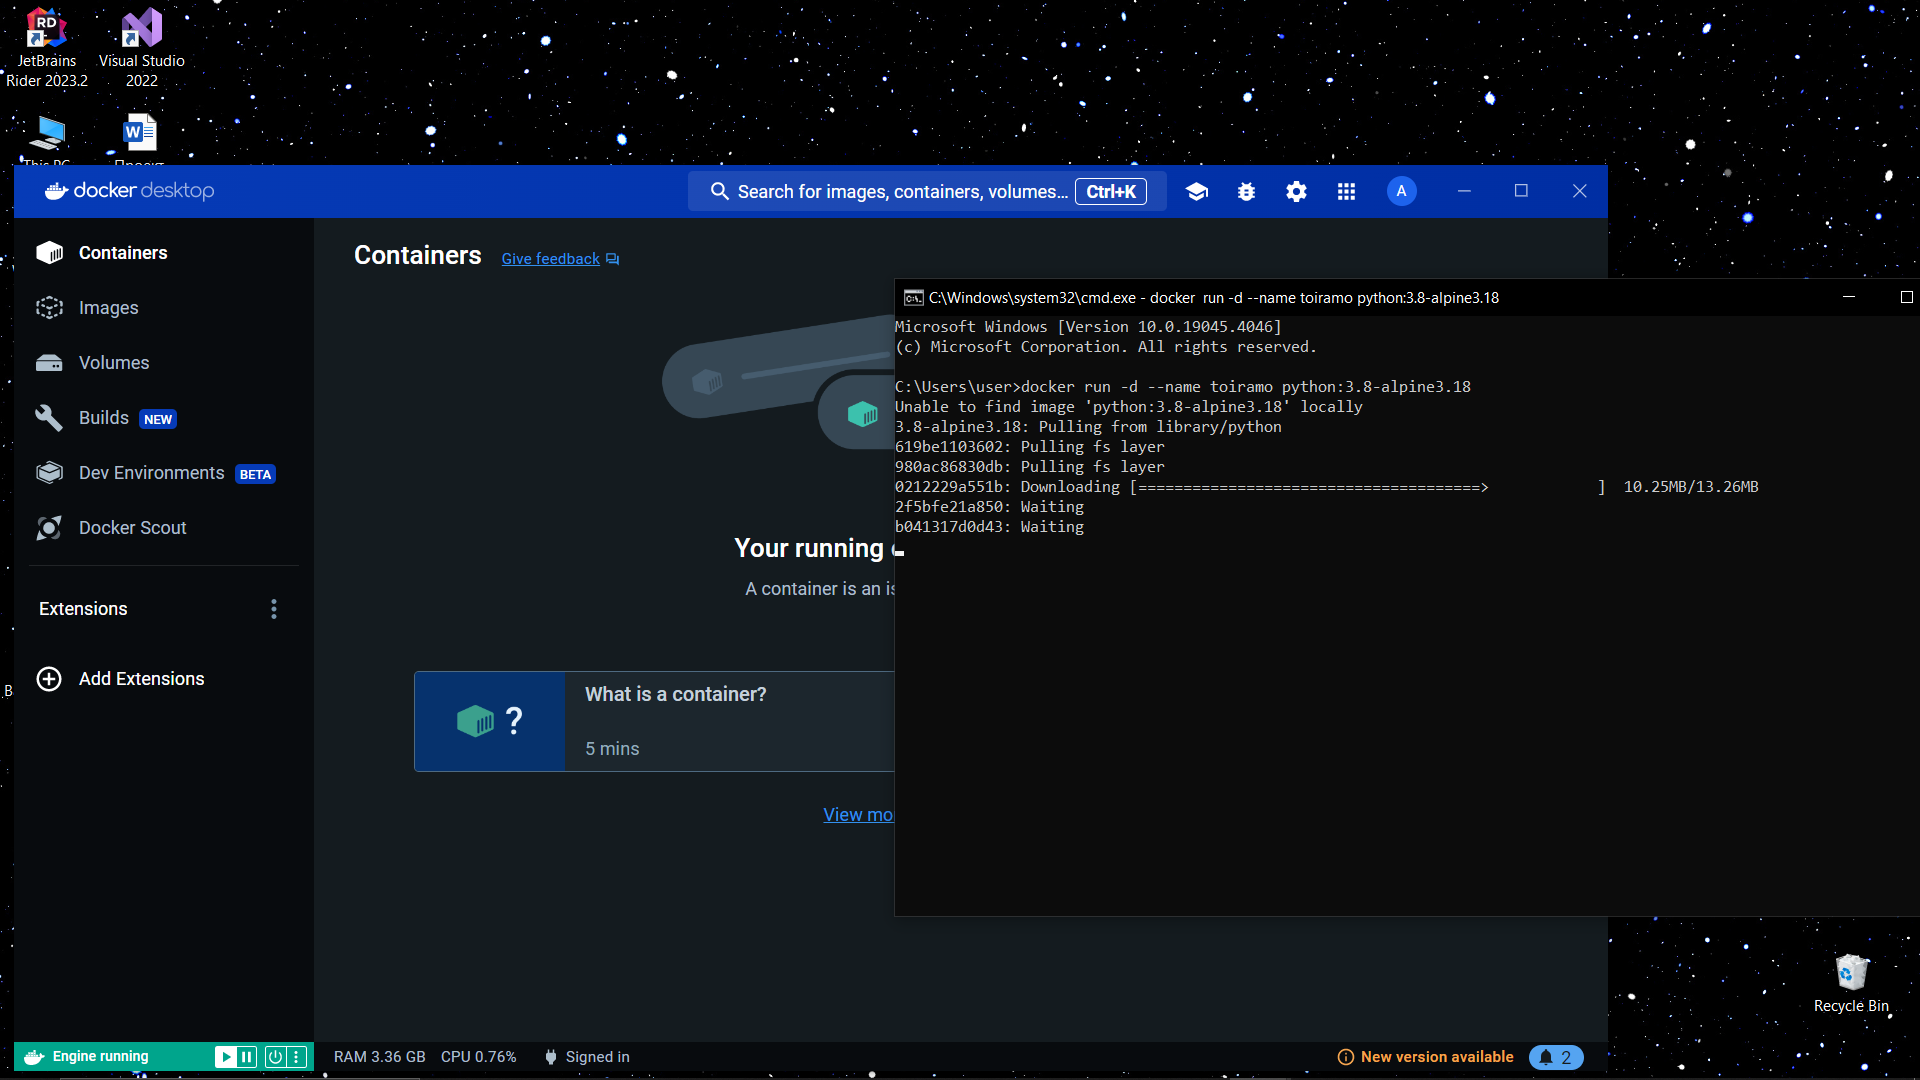 JetBrains
Rider 2023.2
Visual Studio
2022
This PC
Проект
docker desktop
Search for images, containers, volumes...
Ctrl+K
A
Containers
Images
Volumes
Builds NEW
Dev Environments BETA
Docker Scout
Extensions
Add Extensions
Containers
Give feedback
Your running
A container is an is
?
What is a container?
5 mins
View mo
C:\Windows\system32\cmd.exe - docker  run -d --name toiramo python:3.8-alpine3.18
Microsoft Windows [Version 10.0.19045.4046]
(c) Microsoft Corporation. All rights reserved.
C:\Users\user>docker run -d --name toiramo python:3.8-alpine3.18
Unable to find image 'python:3.8-alpine3.18' locally
3.8-alpine3.18: Pulling from library/python
619be1103602: Pulling fs layer
980ac86830db: Pulling fs layer
0212229a551b: Downloading [======================================>            ]  10.25MB/13.26MB
2f5bfe21a850: Waiting
b041317d0d43: Waiting
Recycle Bin
Engine running
RAM 3.36 GB CPU 0.76%
Signed in
New version available
2